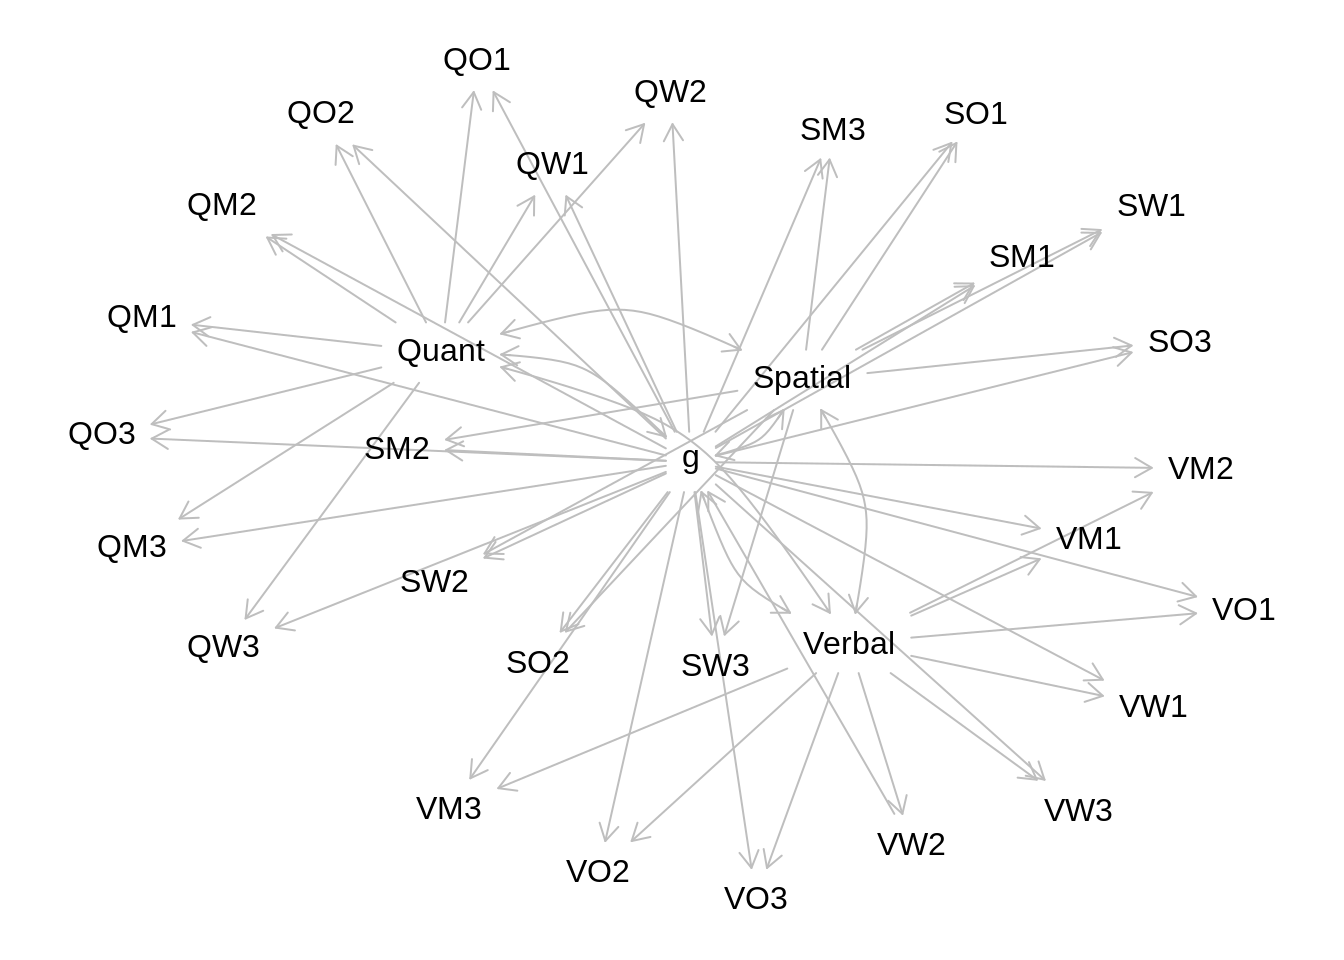 QO1
QW2
QO2
SM3
SO1
QW1
QM2
SW1
SM1
QM1
SO3
Quant
Spatial
QO3
SM2
g
VM2
QM3
VM1
SW2
VO1
QW3
Verbal
SO2
SW3
VW1
VM3
VW3
VW2
VO2
VO3